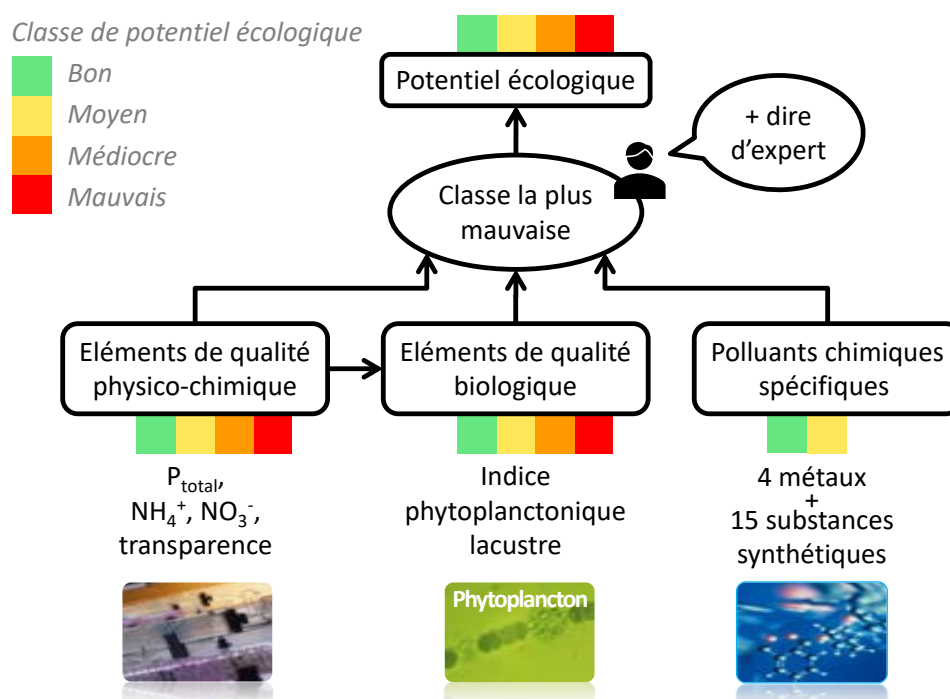 Classe de potentiel écologique
Bon
Moyen
Médiocre
Mauvais
Potentiel écologique
+ dire
d'expert
Classe la plus
mauvaise
Eléments de qualité
physico-chimique
Eléments de qualité
biologique
Polluants chimiques
spécifiques
P_total,
NH₄⁺, NO₃⁻,
transparence
Indice
phytoplanctonique
lacustre
4 métaux
+
15 substances
synthétiques
Phytoplancton